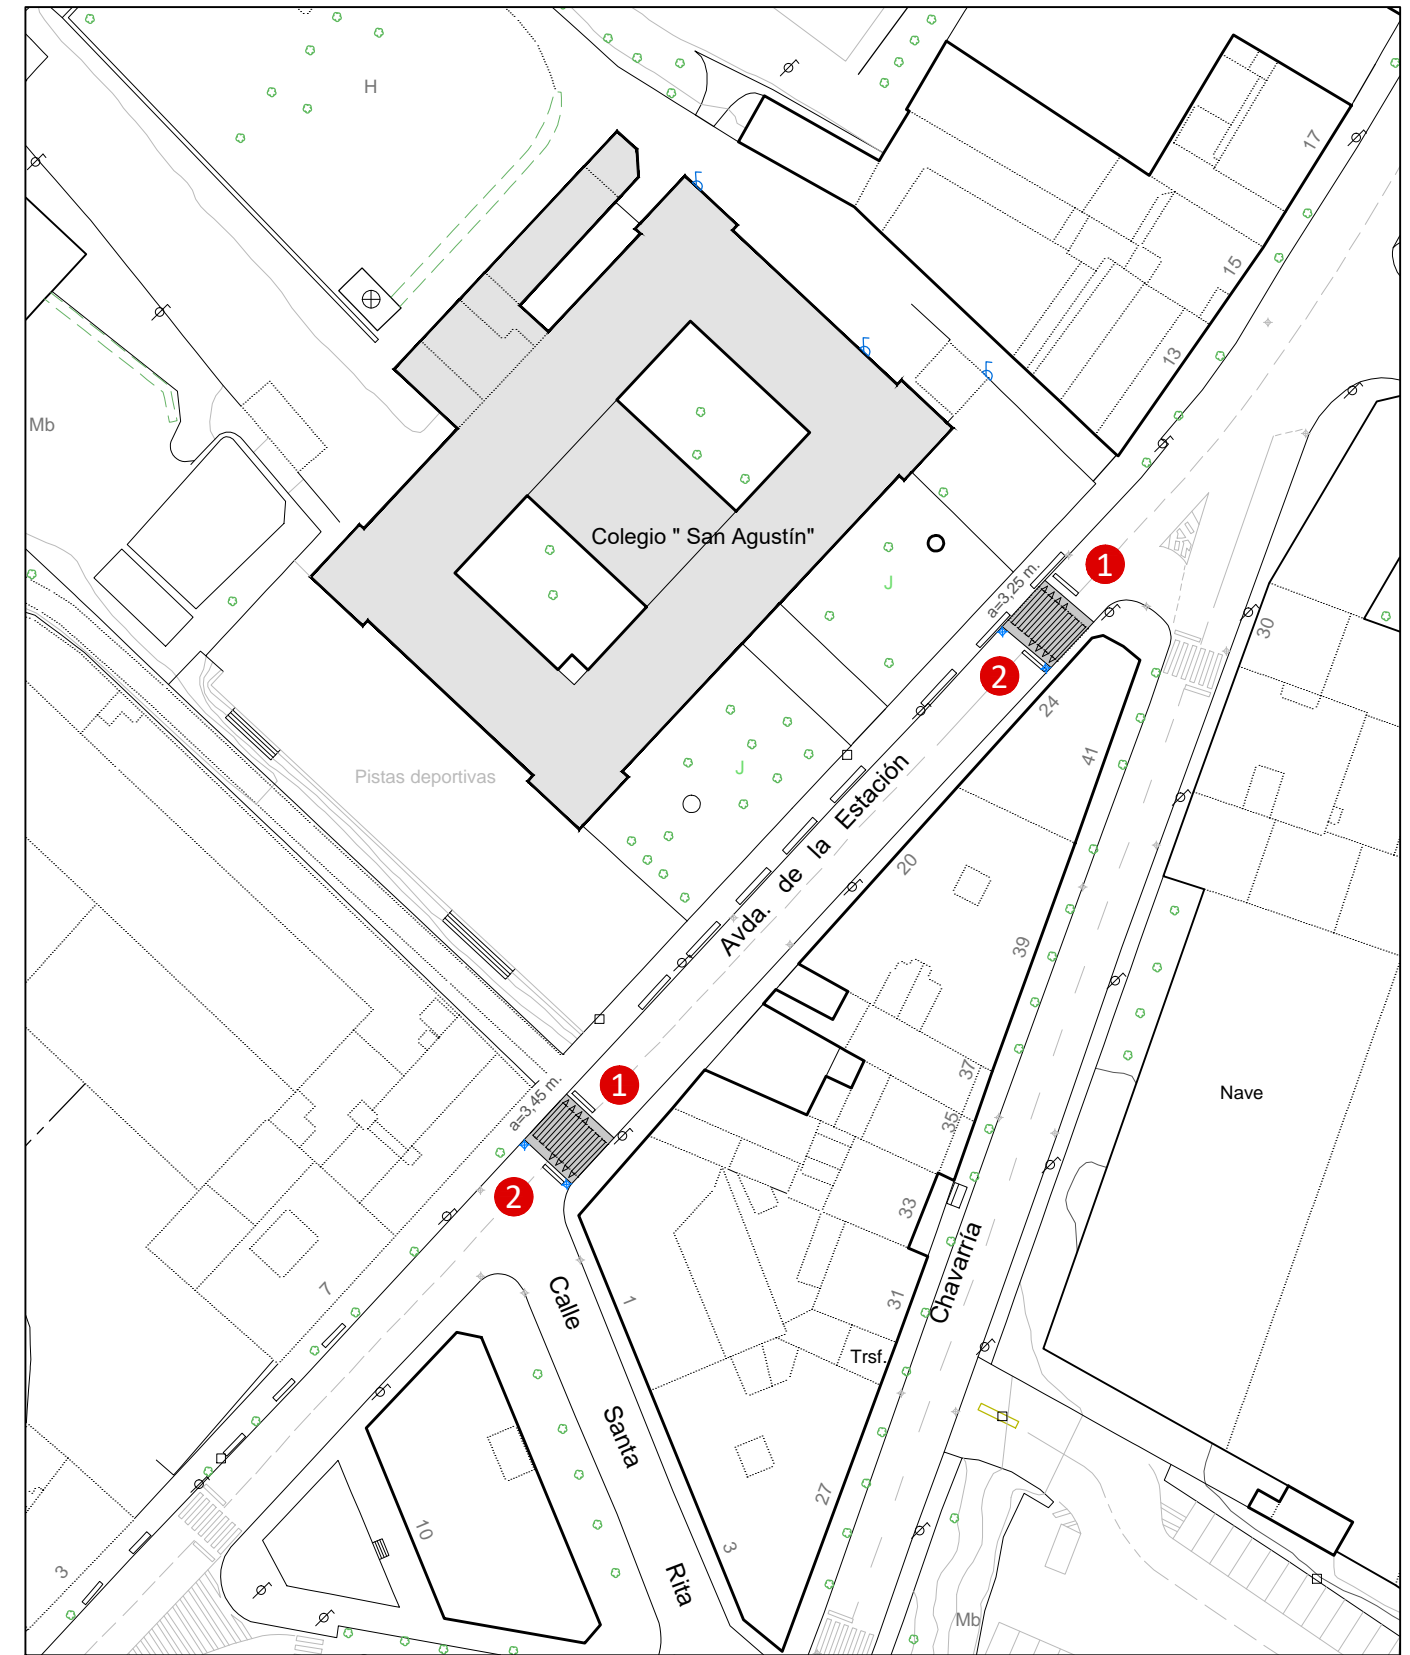 H
17
15
13
Mb
Colegio " San Agustín"
1
a=3,25 m.
J
30
2
24
41
Pistas deportivas
J
Avda. de la Estación
20
39
37
1
a=3,45 m.
35
Nave
2
33
Chavarría
7
Calle
1
31
Trsf.
Santa
27
10
3
3
Rita
Mb